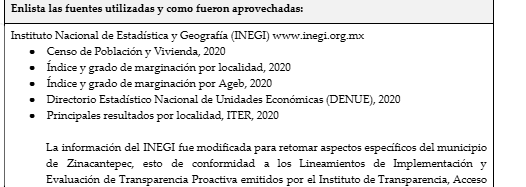 Enlista las fuentes utilizadas y como fueron aprovechadas:
Instituto Nacional de Estadística y Geografía (INEGI) www.inegi.org.mx
• Censo de Población y Vivienda, 2020
• Índice y grado de marginación por localidad, 2020
• Índice y grado de marginación por Ageb, 2020
• Directorio Estadístico Nacional de Unidades Económicas (DENUE), 2020
• Principales resultados por localidad, ITER, 2020
La información del INEGI fue modificada para retomar aspectos específicos del municipio
de Zinacantepec, esto de conformidad a los Lineamientos de Implementación y
Evaluación de Transparencia Proactiva emitidos por el Instituto de Transparencia, Acceso